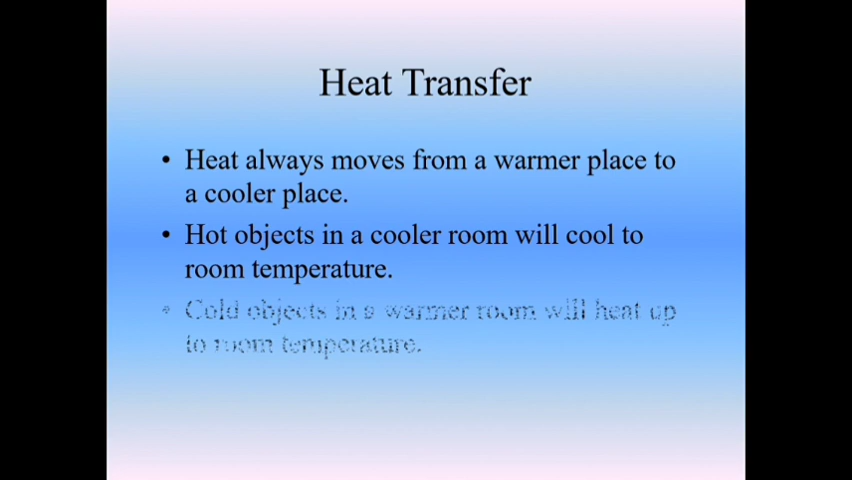 Heat Transfer
• Heat always moves from a warmer place to
a cooler place.
• Hot objects in a cooler room will cool to
room temperature.
• Cold objects in a warmer room will heat up
to room temperature.